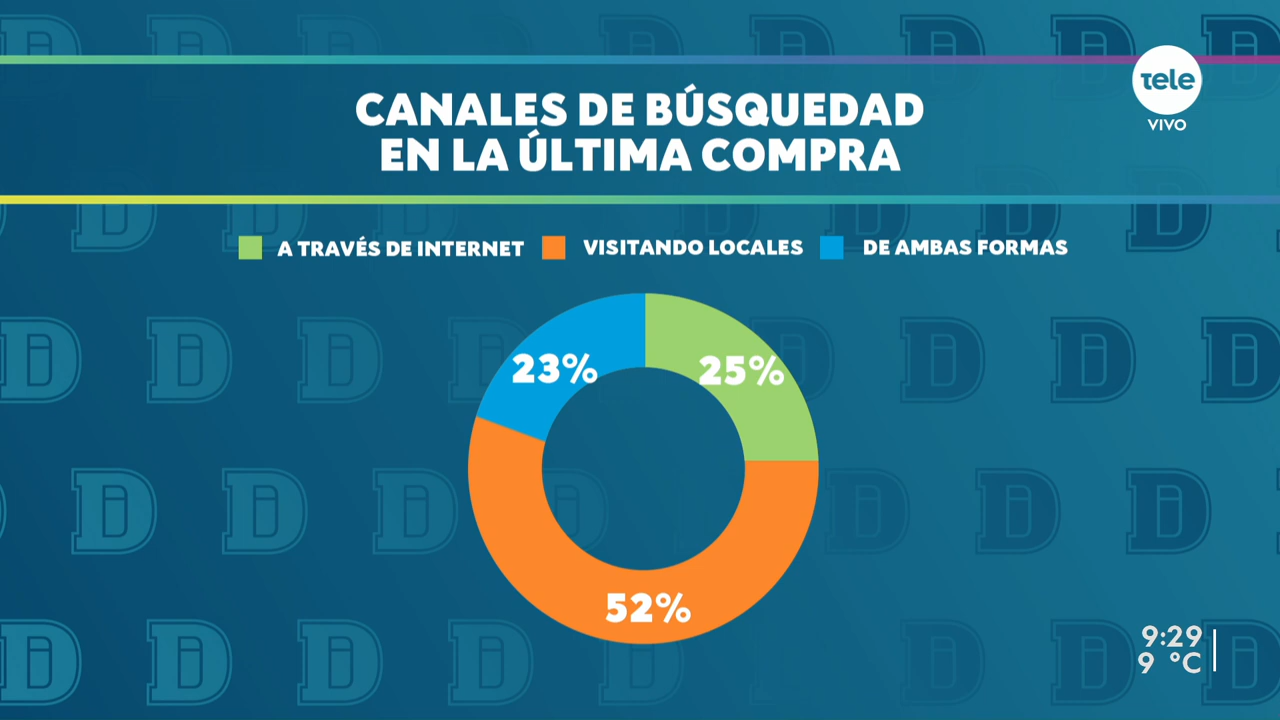 CANALES DE BÚSQUEDAD
EN LA ÚLTIMA COMPRA
tele
VIVO
A TRAVÉS DE INTERNET
VISITANDO LOCALES
DE AMBAS FORMAS
23%
25%
52%
9:29
9 °C